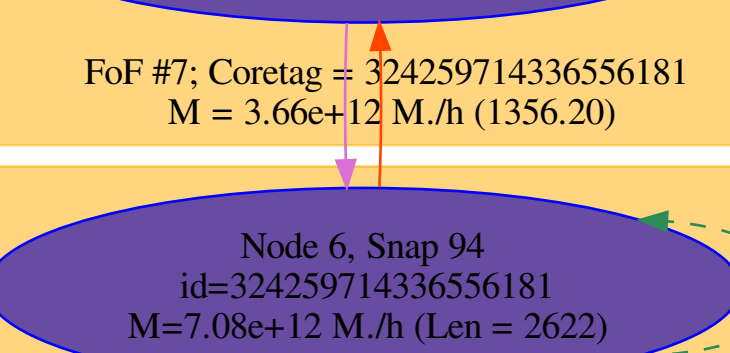 FoF #7; Coretag = 324259714336556181
M = 3.66e+12 M./h (1356.20)
Node 6, Snap 94
id=324259714336556181
M=7.08e+12 M./h (Len = 2622)